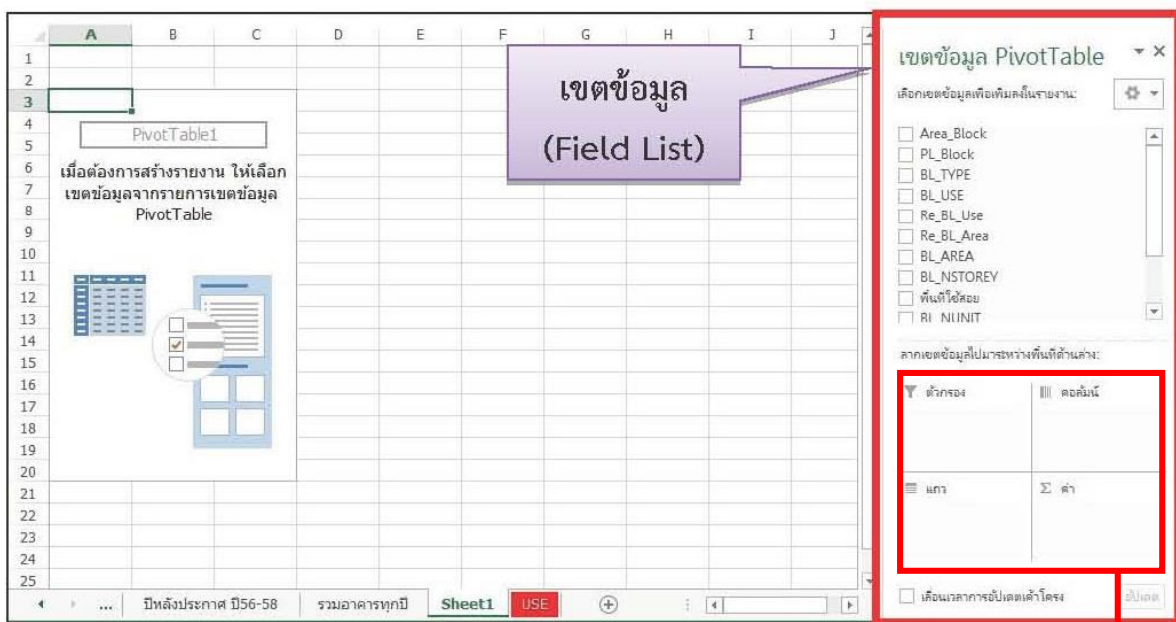 A B C D E F G H I J
1
2
3
4
5
6
7
8
9
10
11
12
13
14
15
16
17
18
19
20
21
22
23
24
25
PivotTable1
เมื่อต้องการสร้างรายงาน ให้เลือก
เขตข้อมูลจากรายการเขตข้อมูล
PivotTable
เขตข้อมูล
(Field List)
... ปีหลังประกาศ ปี56-58 รวมอาคารทุกปี Sheet1 USE
เขตข้อมูล PivotTable
เลือกเขตข้อมูลเพื่อเพิ่มลงในรายงาน:
Area_Block
PL_Block
BL_TYPE
BL_USE
Re_BL_Use
Re_BL_Area
BL_AREA
BL_NSTOREY
พื้นที่ใช้สอย
BL_NUNIT
ลากเขตข้อมูลไปมาระหว่างพื้นที่ด้านล่าง:
ตัวกรอง คอลัมน์
แถว Σ ค่า
เลื่อนเวลาการอัปเดตเค้าโครง อัปเดต